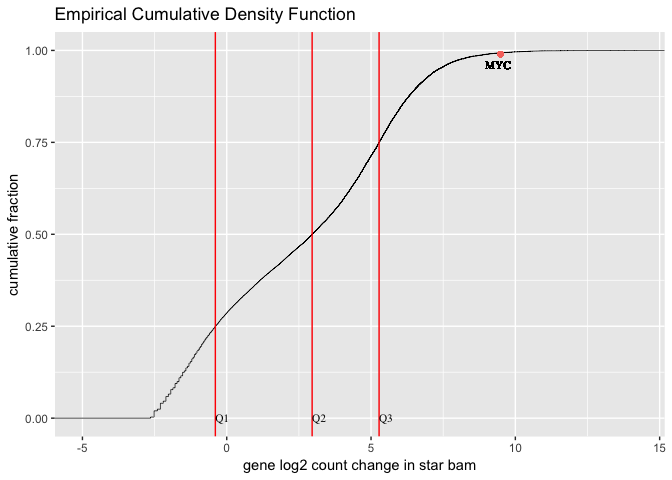 Empirical Cumulative Density Function
1.00
MYC
0.75
cumulative fraction
0.50
0.25
0.00
Q1
Q2
Q3
-5
0
5
10
15
gene log2 count change in star bam